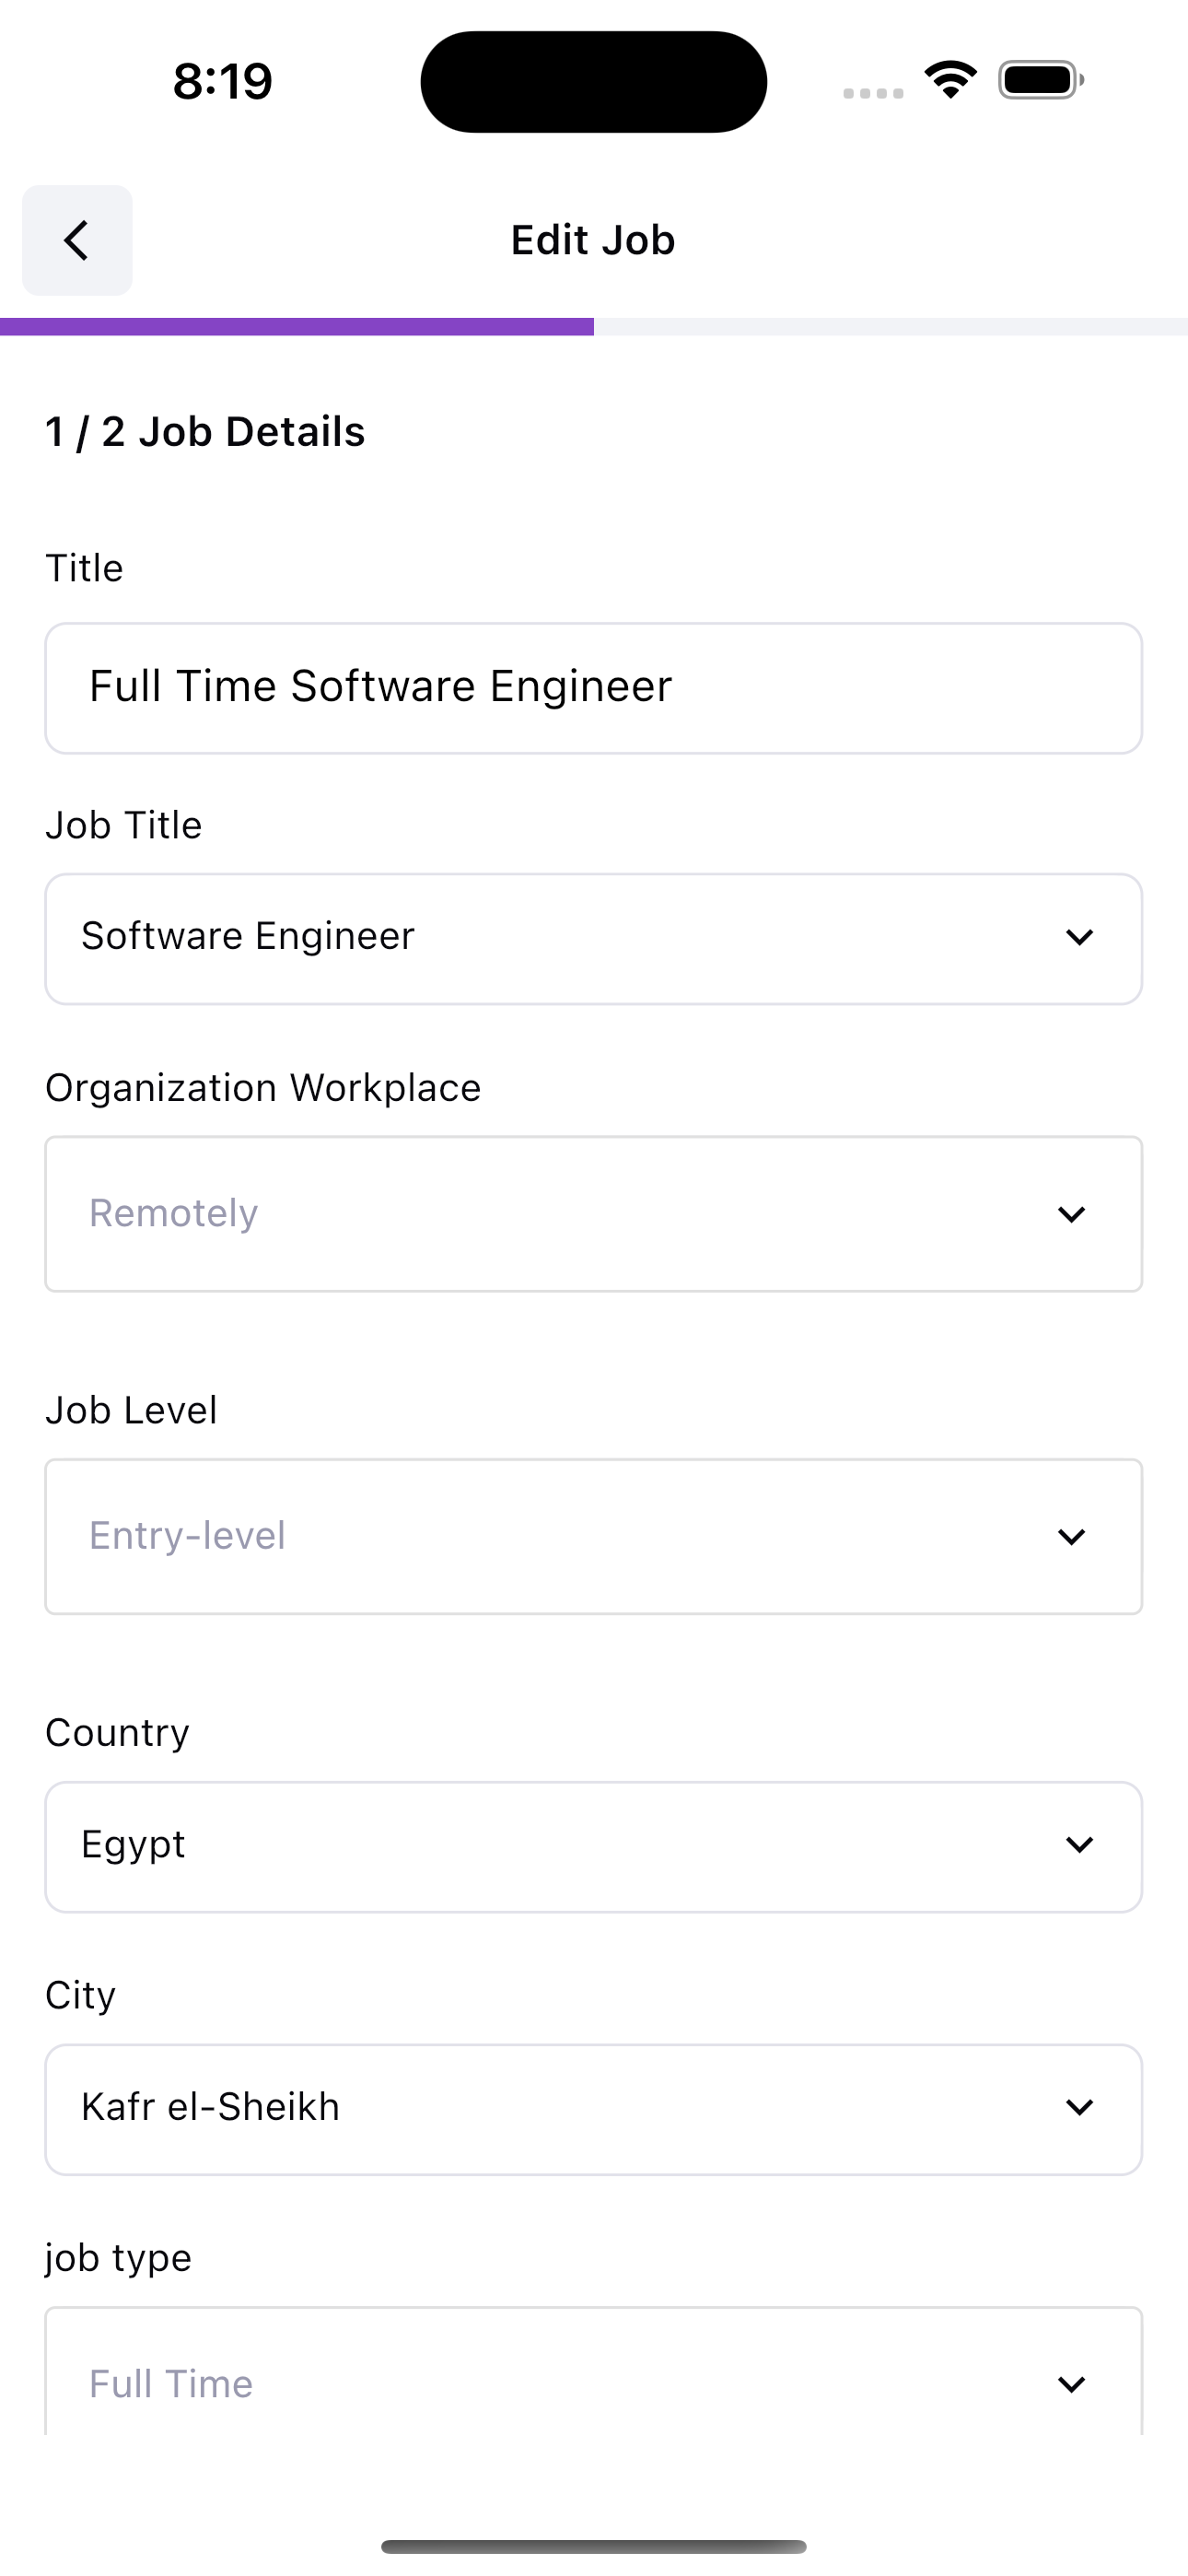 8:19
Edit Job
1 / 2 Job Details
Title
Full Time Software Engineer
Job Title
Software Engineer
Organization Workplace
Remotely
Job Level
Entry-level
Country
Egypt
City
Kafr el-Sheikh
job type
Full Time